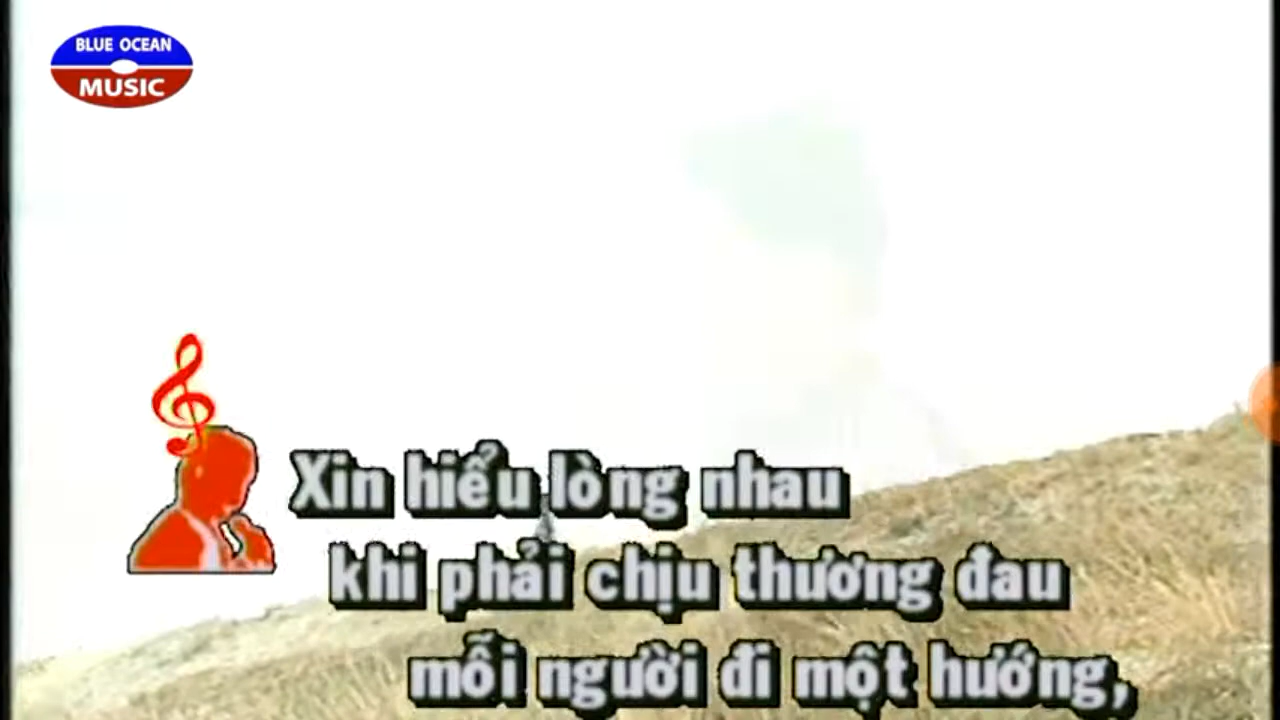 BLUE OCEAN
MUSIC
Xin hiểu lòng nhau
khi phải chịu thương đau
mỗi người đi một hướng,